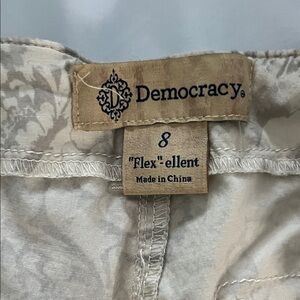 D Democracy®
8
"Flex"-ellent
Made in China